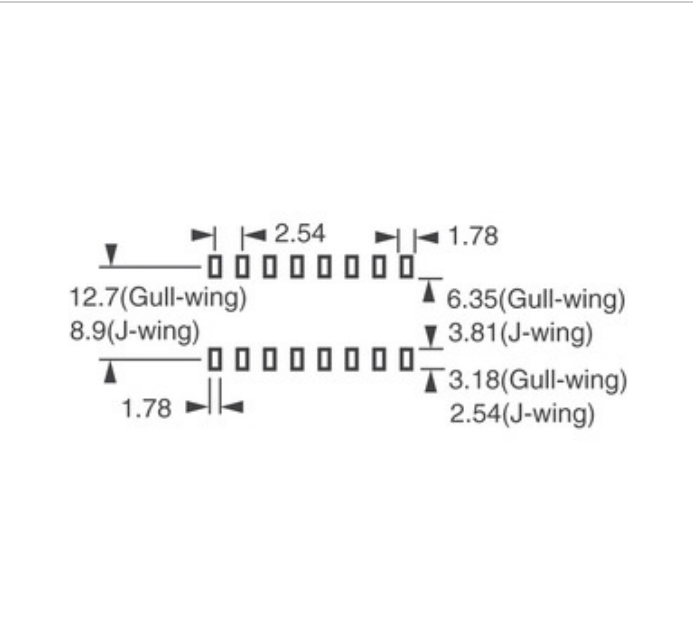 2.54
1.78
12.7(Gull-wing)
8.9(J-wing)
6.35(Gull-wing)
3.81(J-wing)
3.18(Gull-wing)
2.54(J-wing)
1.78